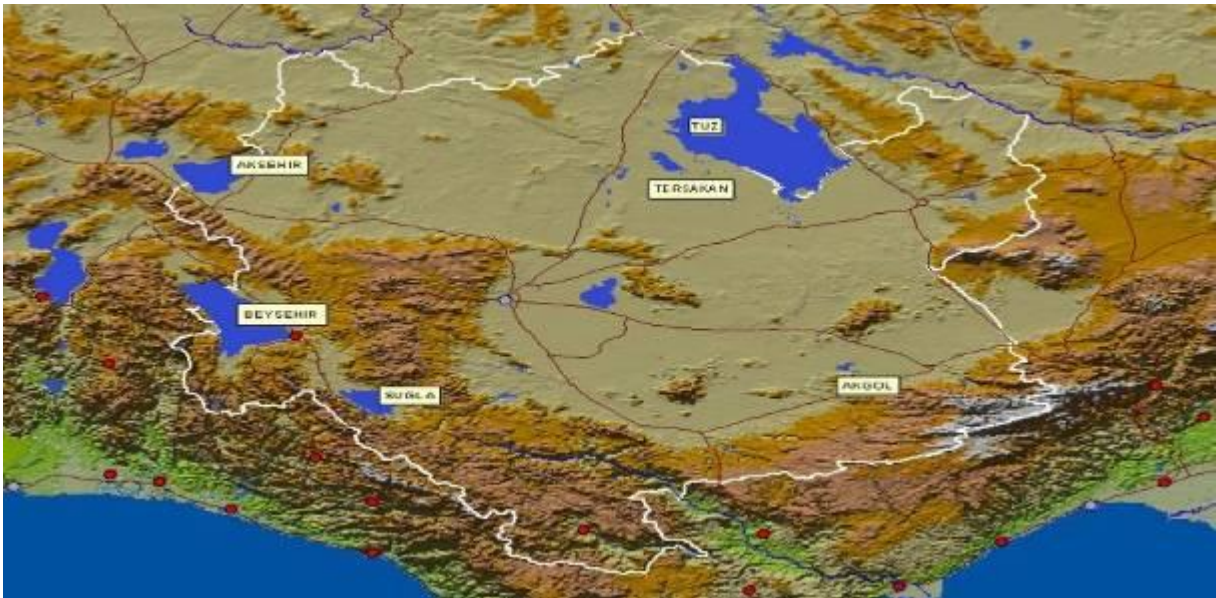 TUZ
AKSEHIR
TERSAKAN
BEYSEHIR
AKGOL
SUGLA